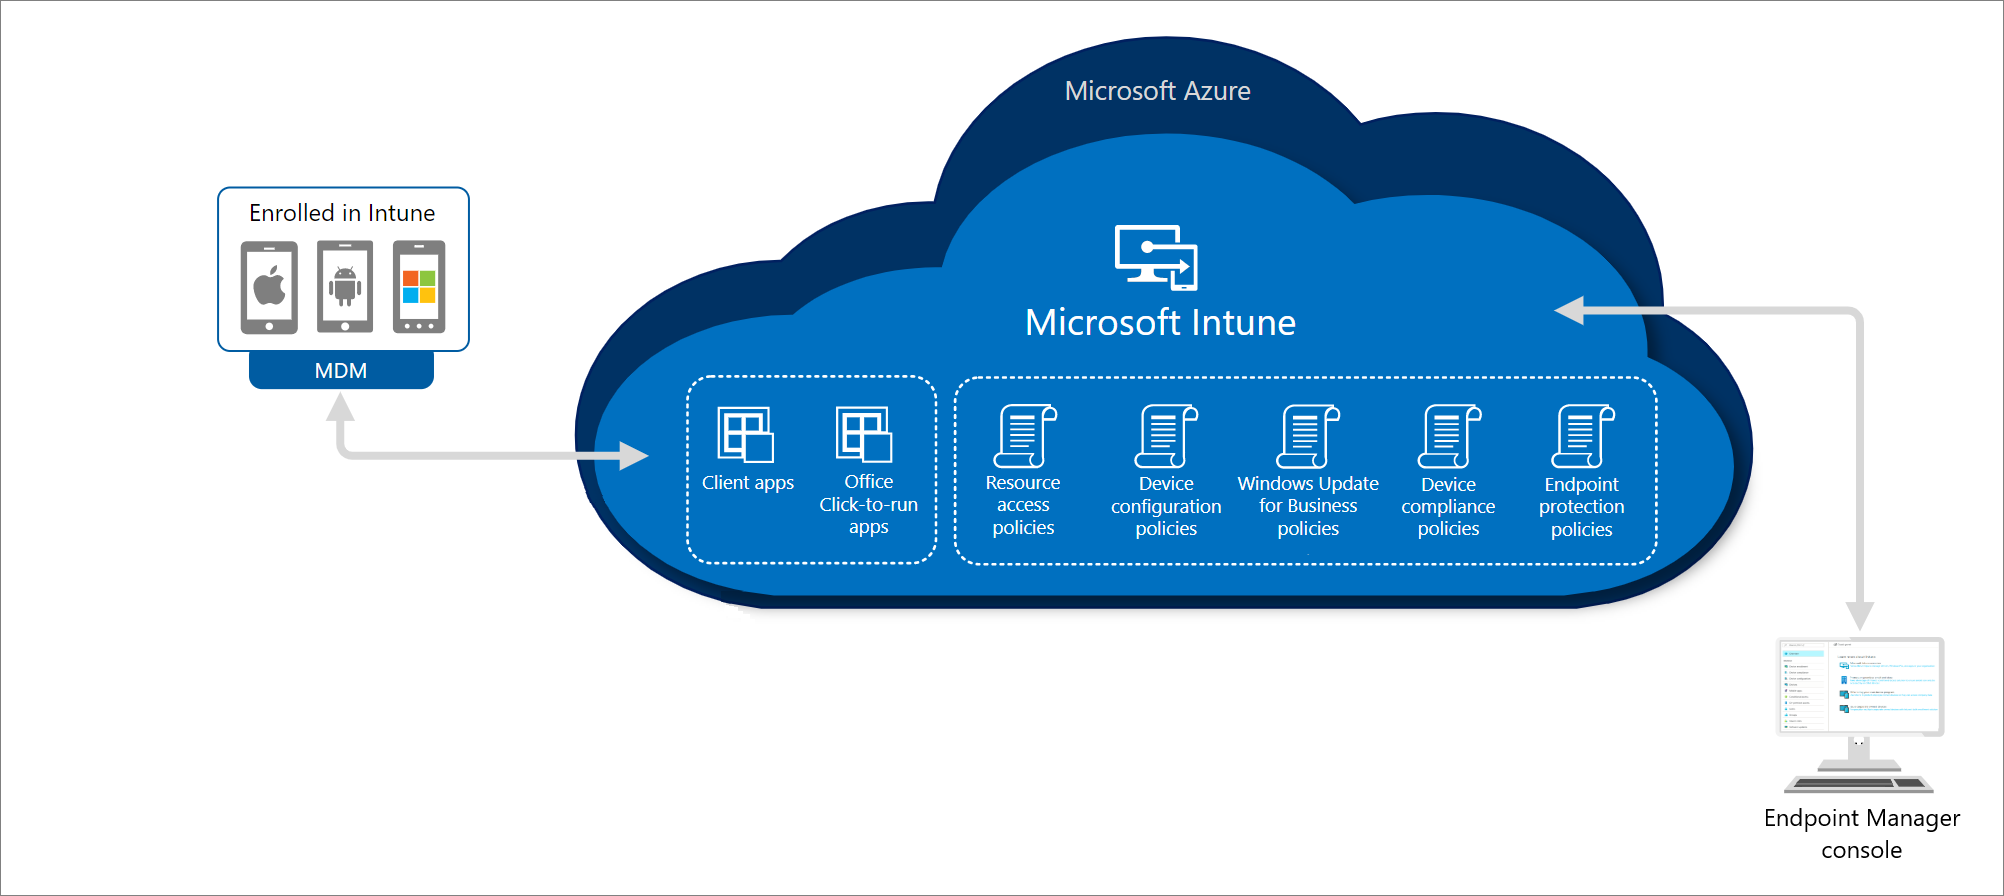 Microsoft Azure
Enrolled in Intune
MDM
Microsoft Intune
Client apps
Office
Click-to-run
apps
Resource
access
policies
Device
configuration
policies
Windows Update
for Business
policies
Device
compliance
policies
Endpoint
protection
policies
Endpoint Manager
console